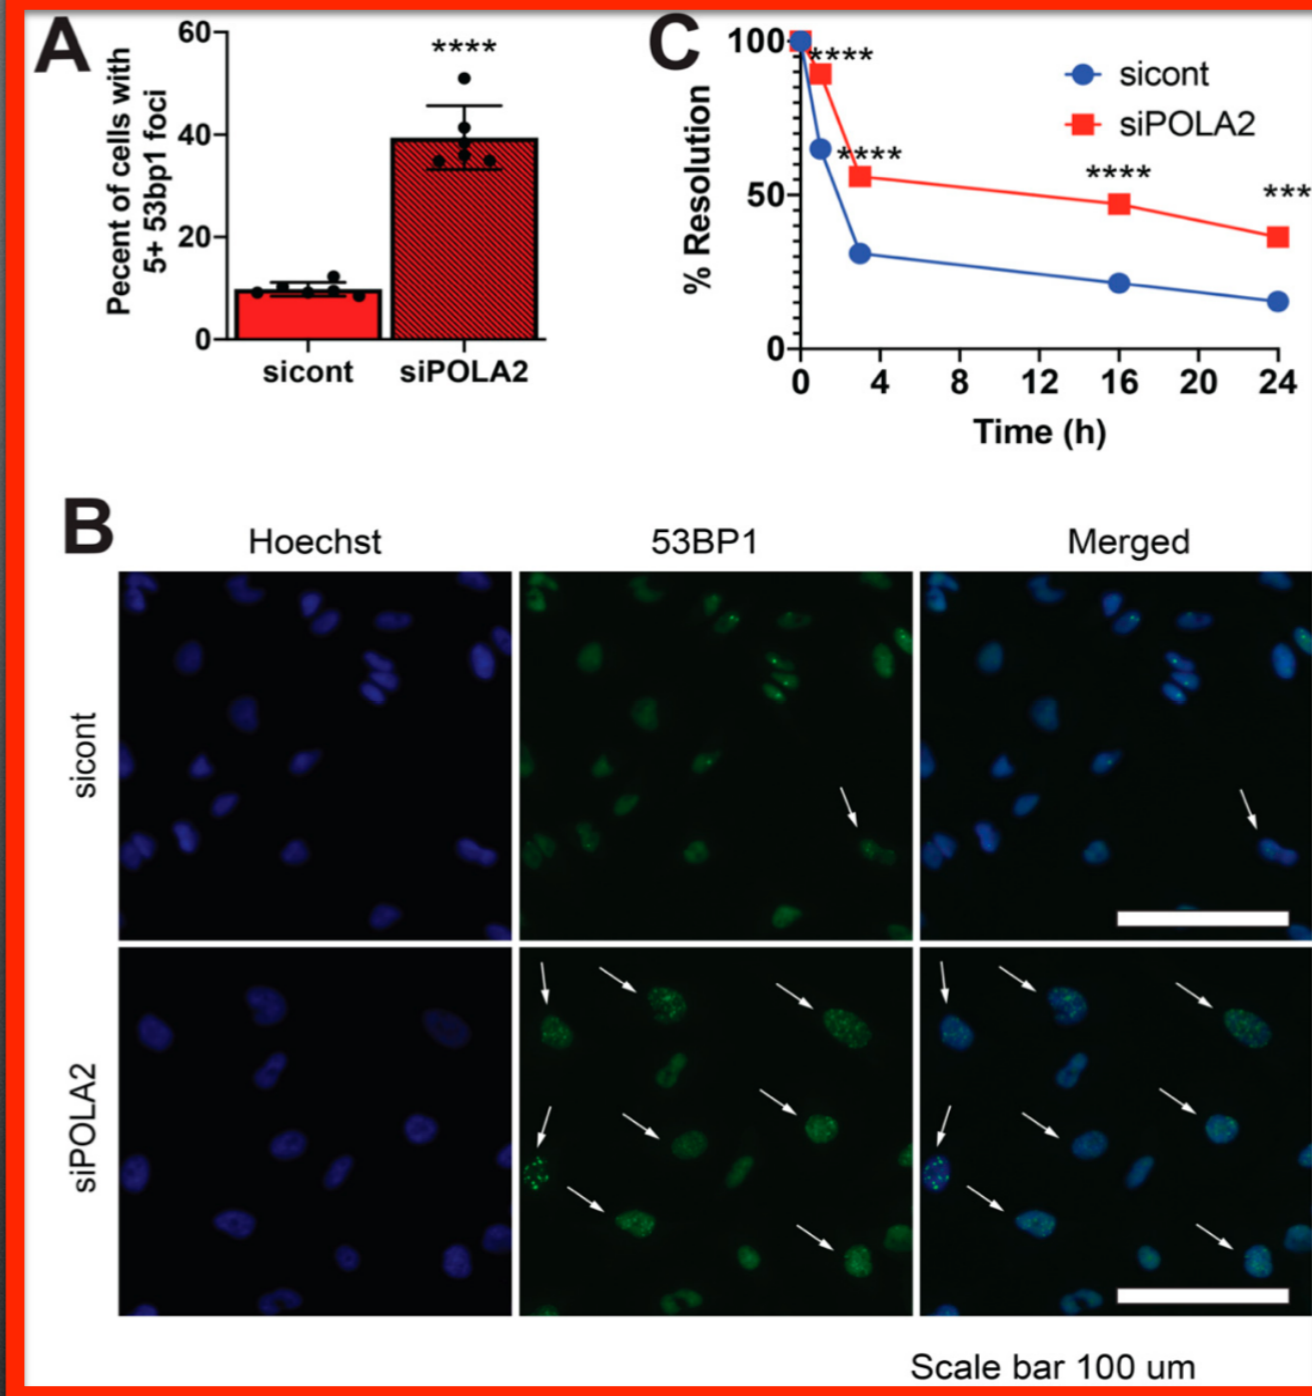 A
Pecent of cells with
5+ 53bp1 foci
60
40
20
0
****
sicont
siPOLA2
C
% Resolution
100
50
0
****
****
****
***
sicont
siPOLA2
0 4 8 12 16 20 24
Time (h)
B
Hoechst
53BP1
Merged
sicont
siPOLA2
Scale bar 100 um